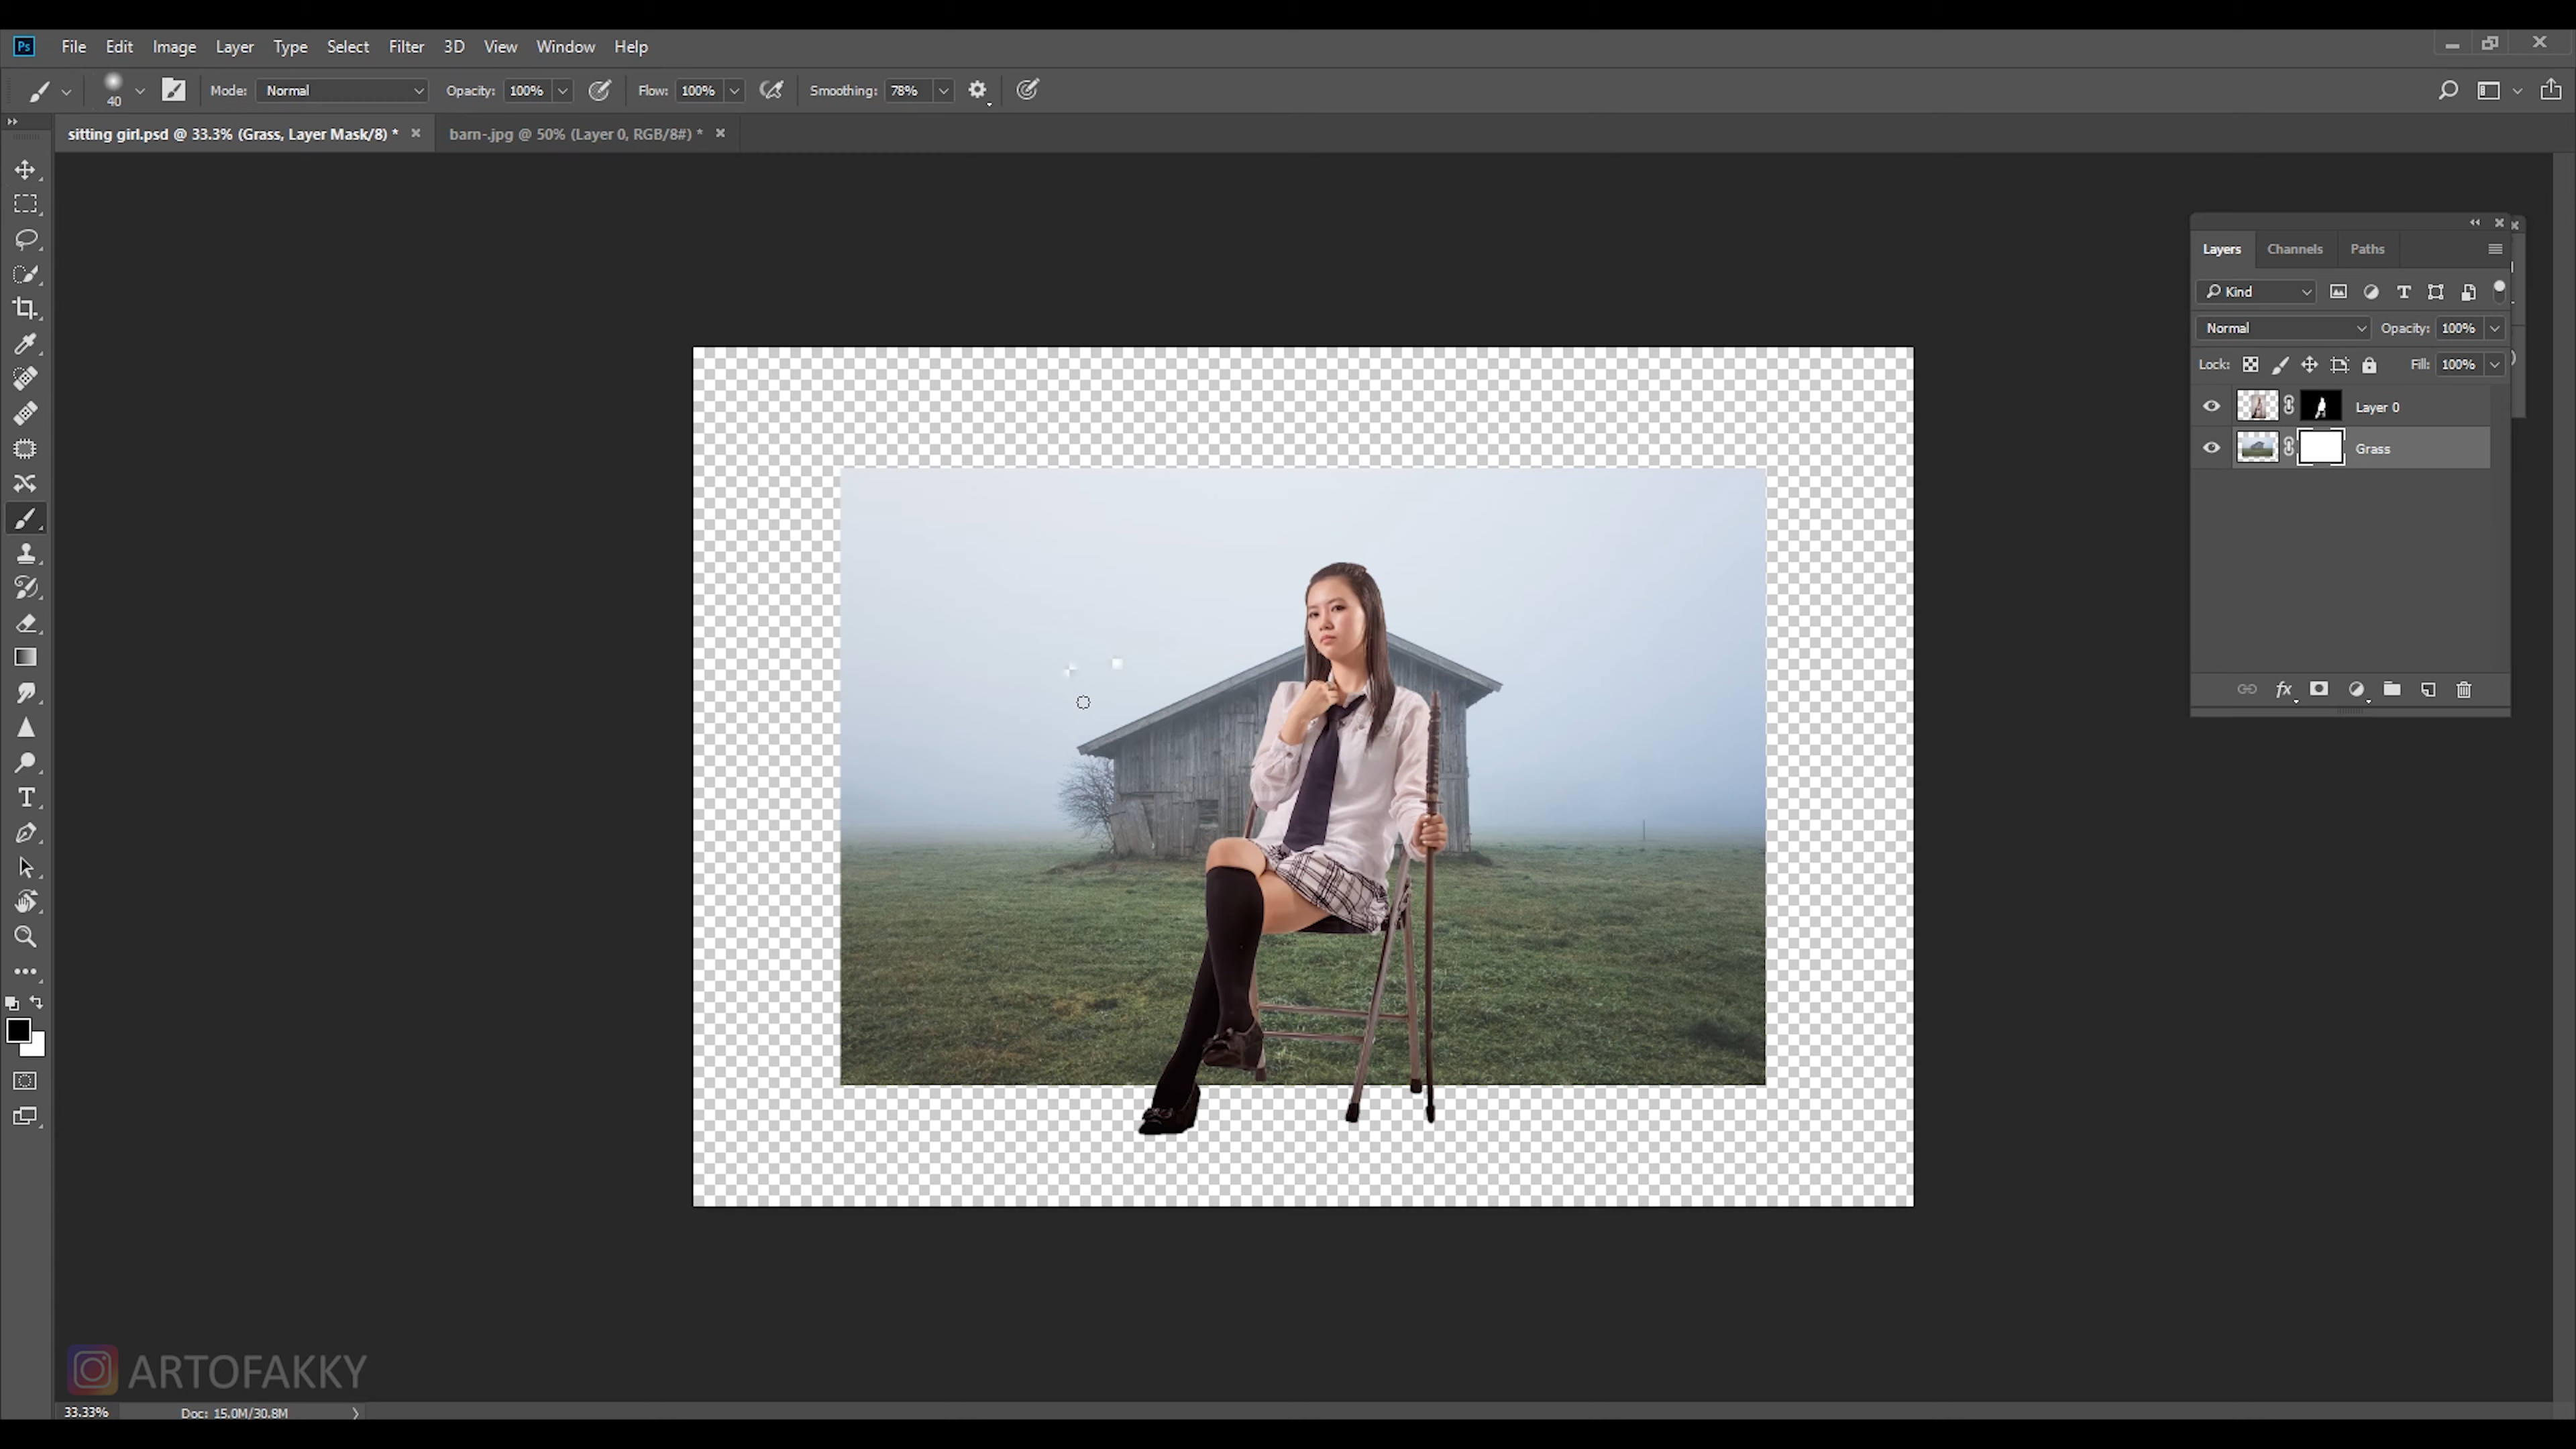 Ps File Edit Image Layer Type Select Filter 3D View Window Help
40 Mode: Normal Opacity: 100% Flow: 100% Smoothing: 78%
sitting girl.psd @ 33.3% (Grass, Layer Mask/8) * barn-.jpg @ 50% (Layer 0, RGB/8#) *
Layers Channels Paths
Kind
Normal Opacity: 100%
Lock: Fill: 100%
Layer 0
Grass
fx
ARTOFAKKY
33.33% Doc: 15.0M/30.8M